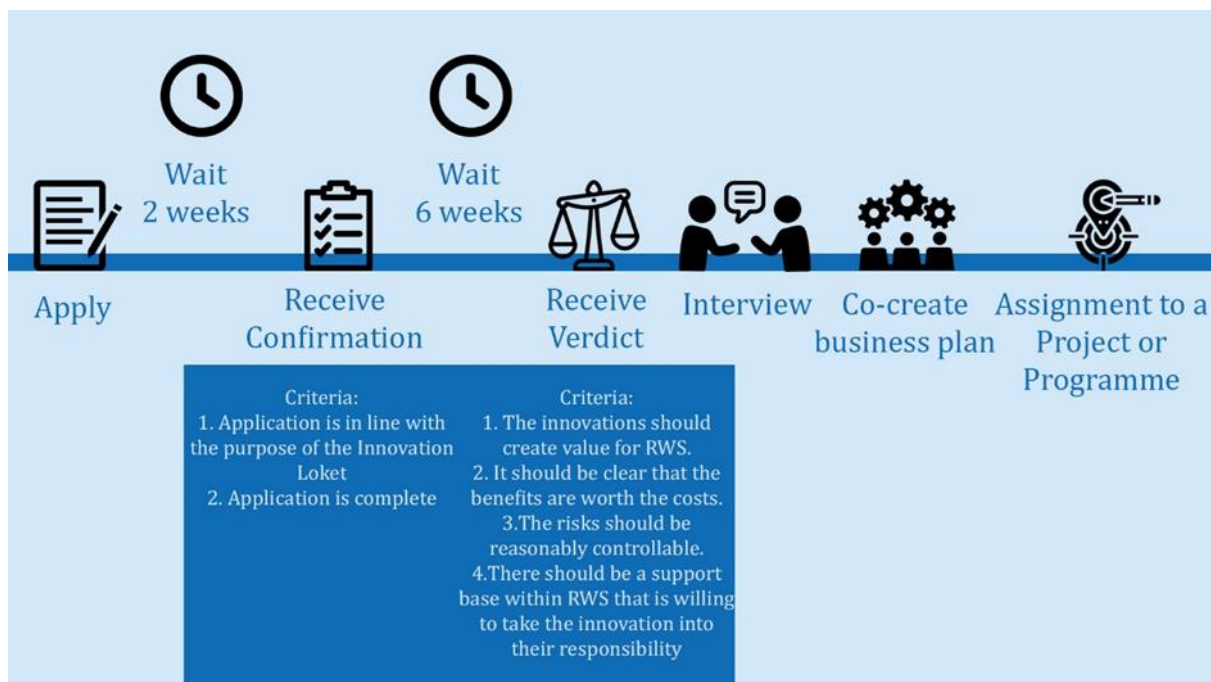 Wait
2 weeks
Wait
6 weeks
Apply
Receive
Confirmation
Receive
Verdict
Interview
Co-create
business plan
Assignment to a
Project or
Programme
Criteria:
1. Application is in line with
the purpose of the Innovation
Loket
2. Application is complete
Criteria:
1. The innovations should
create value for RWS.
2. It should be clear that the
benefits are worth the costs.
3.The risks should be
reasonably controllable.
4.There should be a support
base within RWS that is willing
to take the innovation into
their responsibility